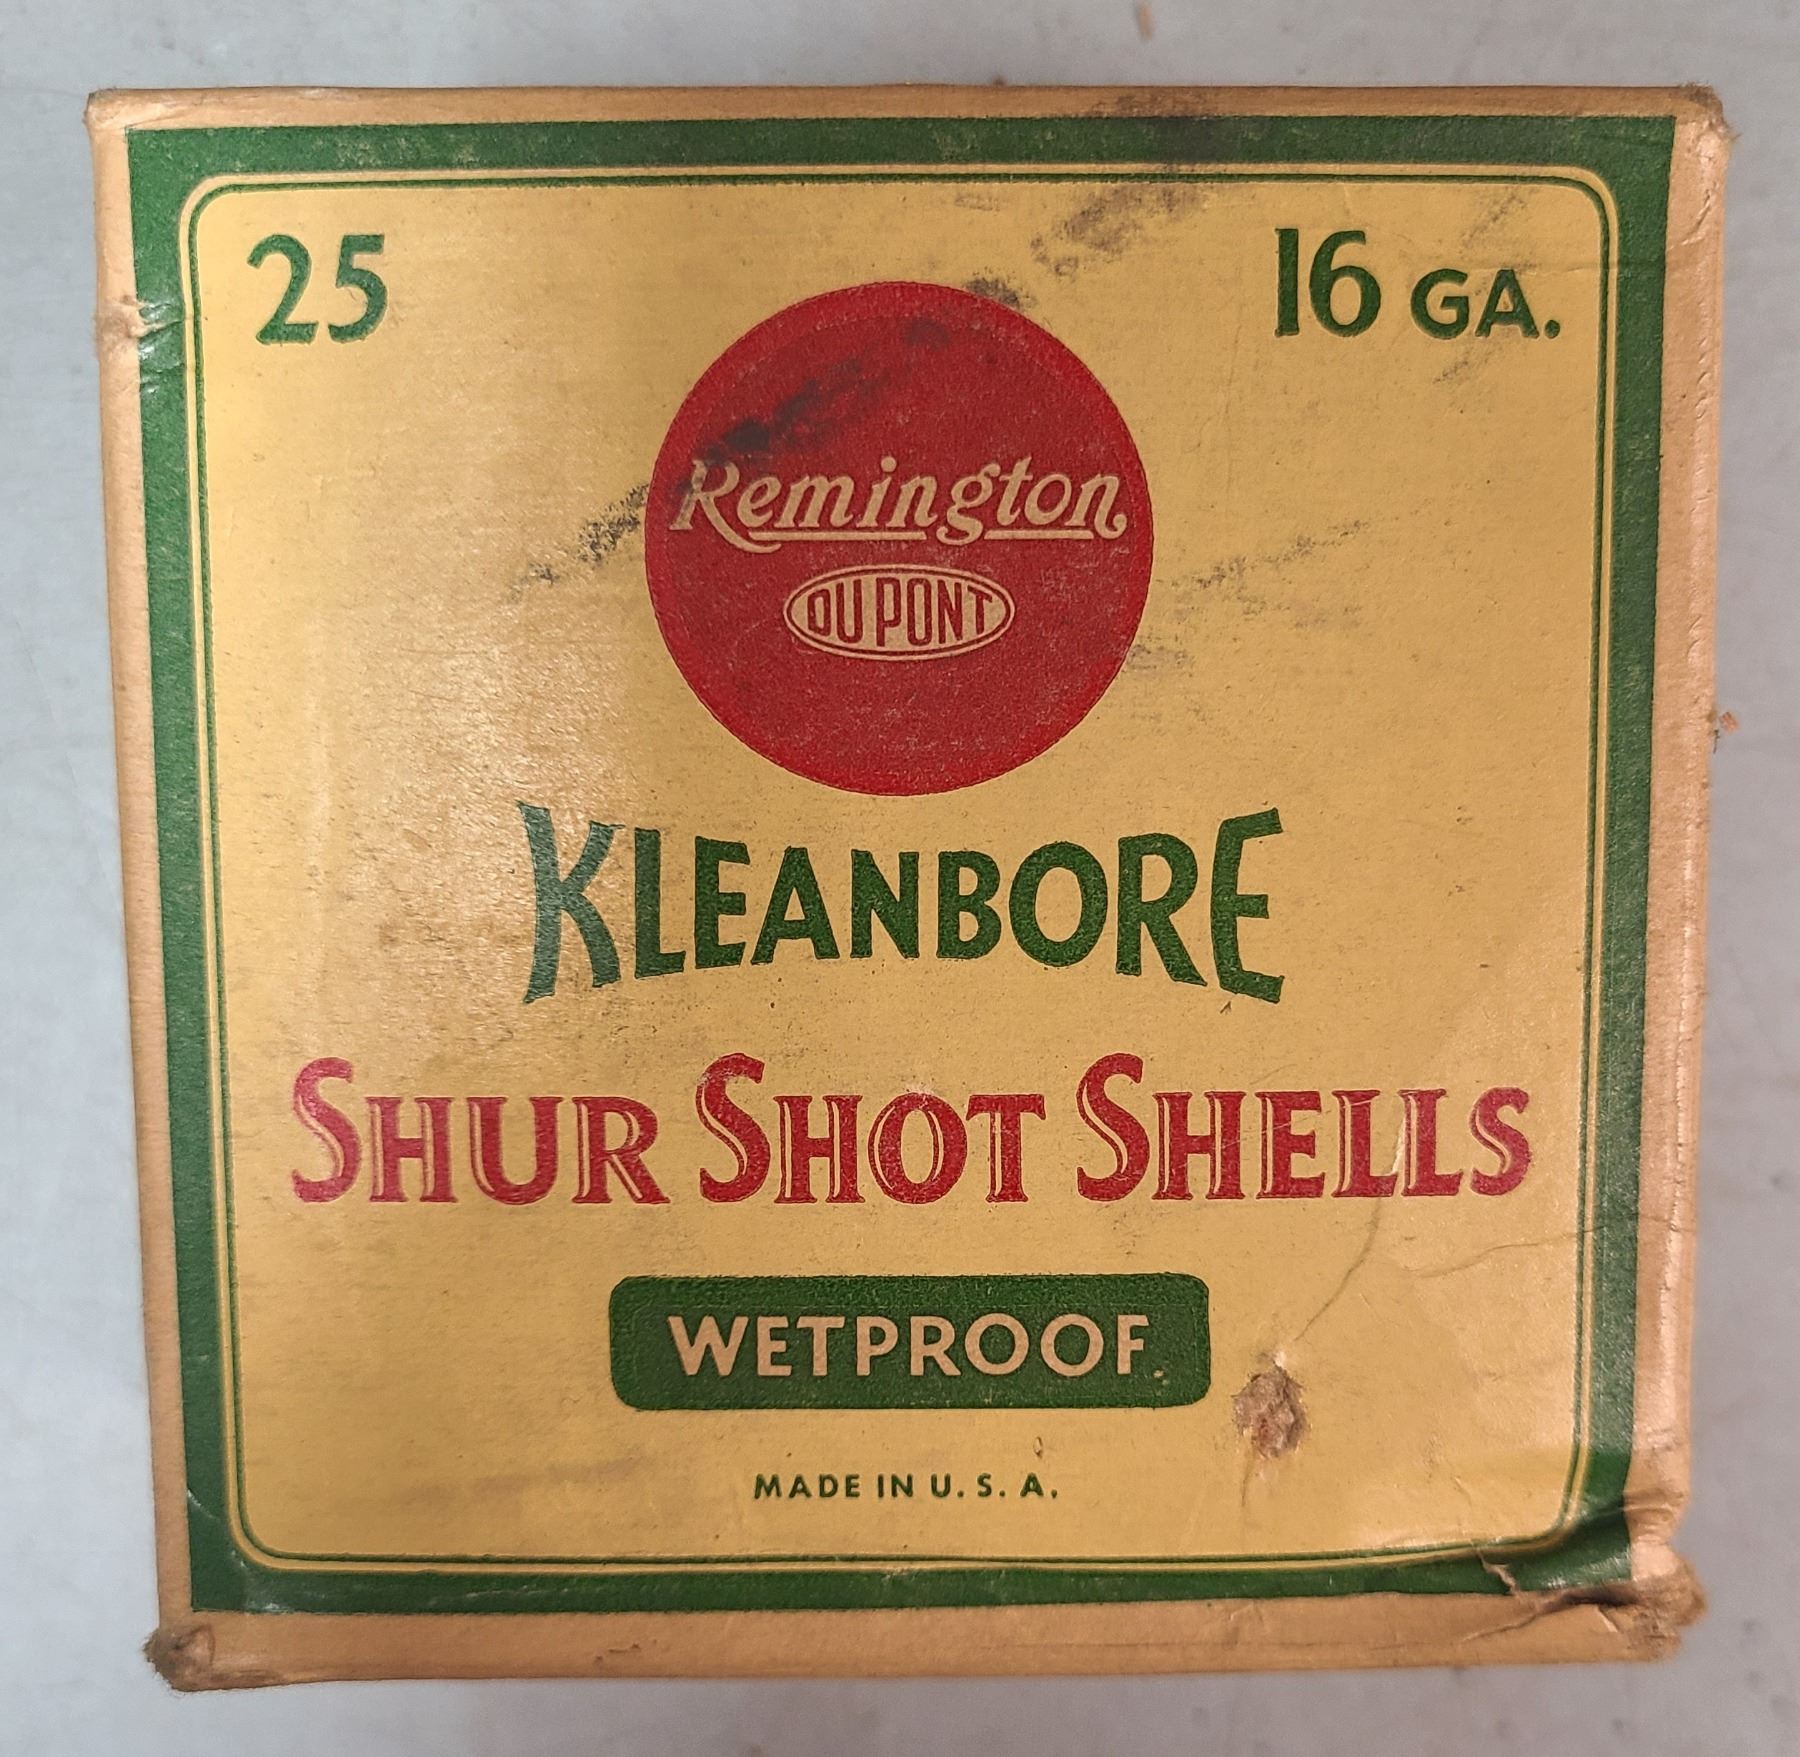 25
16 GA.
Remington
DU PONT
KLEANBORE
SHUR SHOT SHELLS
WETPROOF
MADE IN U.S.A.